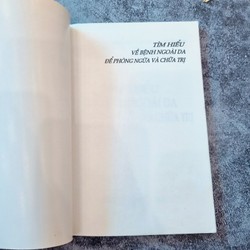 TÌM HIỂU
VỀ BỆNH NGOÀI DA
ĐỂ PHÒNG NGỪA VÀ CHỮA TRỊ